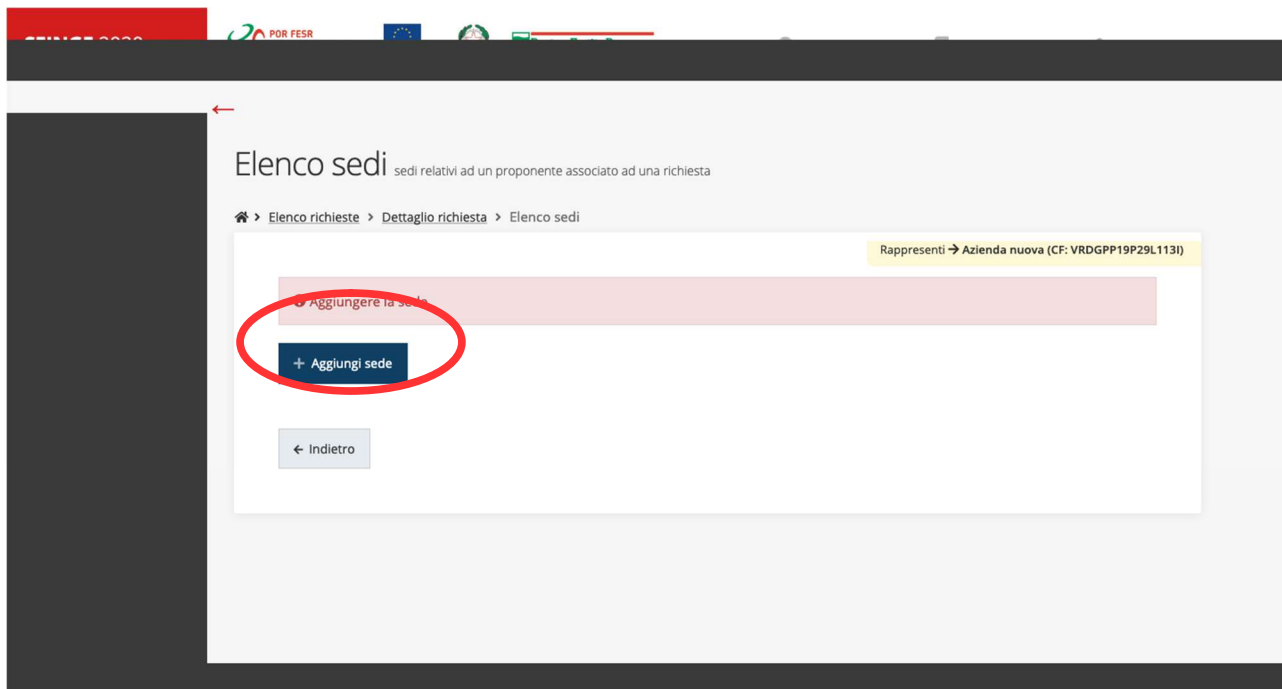 POR FESR
Elenco sedi sedi relativi ad un proponente associato ad una richiesta
> Elenco richieste > Dettaglio richiesta > Elenco sedi
Rappresenti → Azienda nuova (CF: VRDGPP19P29L113I)
Aggiungere la sede
+ Aggiungi sede
← Indietro